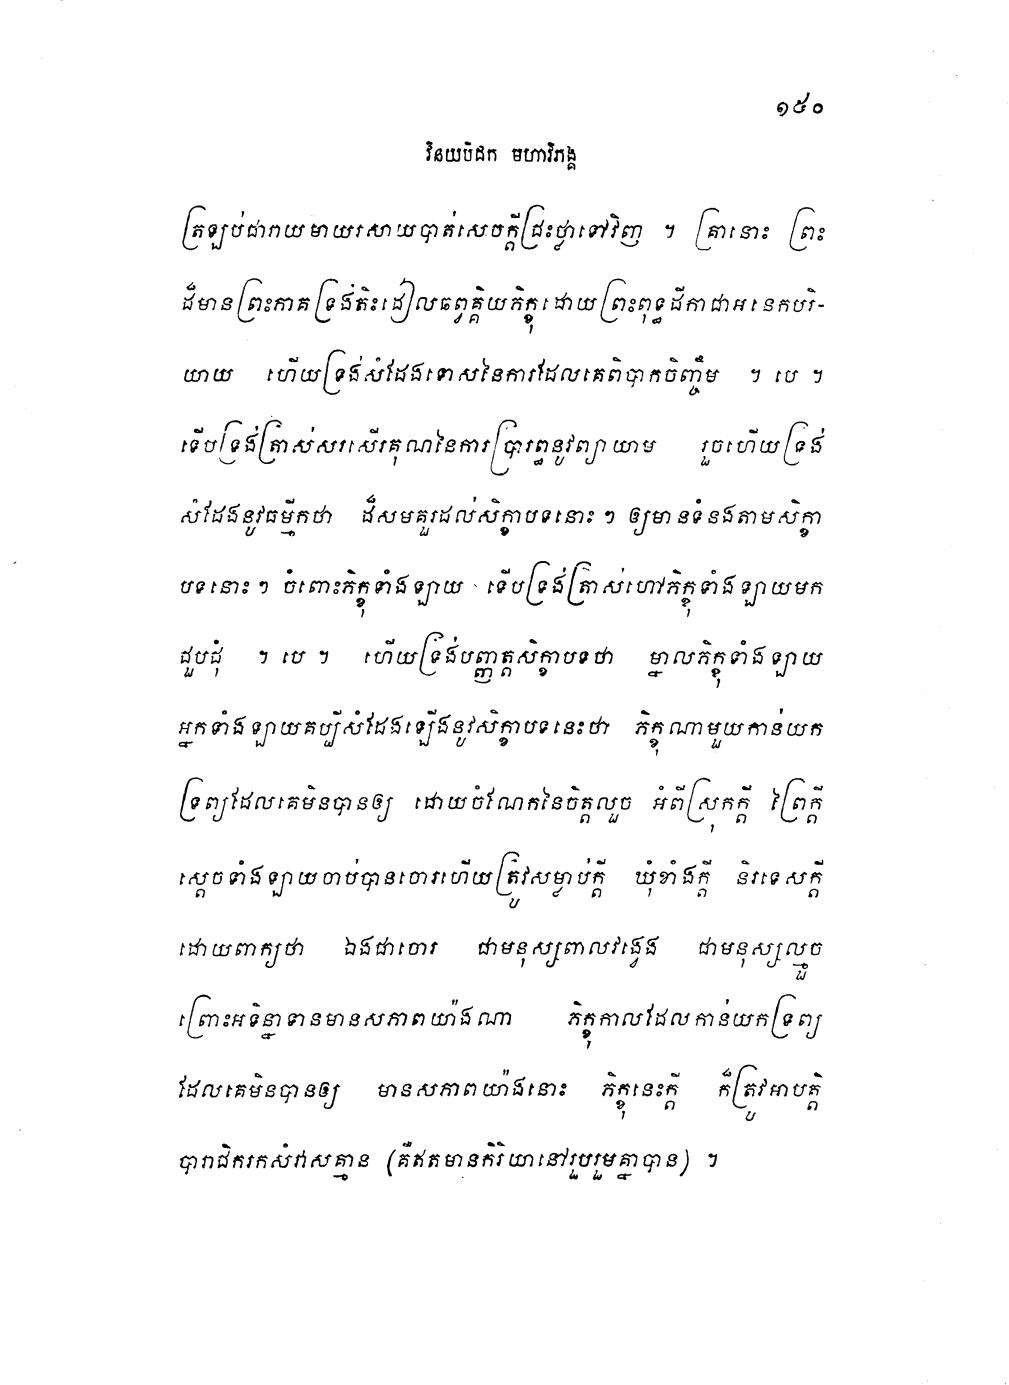 ១៥០
វិនយបិដក មហាវិភង្គ
ត្រឡប់ជារាយមាយរសាយបាត់សេចក្តីជ្រះថ្លាទៅវិញ ។ គ្រានោះ ព្រះ
ដ៏មានព្រះភាគ ទ្រង់តិះដៀលឆព្វគ្គិយភិក្ខុ ដោយព្រះពុទ្ធដីកាជាអនេកបរិ-
យាយ ហើយទ្រង់សំដែងទោសនៃការដែលគេពិបាកចិញ្ចឹម ។ បេ ។
ទើបទ្រង់ត្រាស់សរសើរគុណនៃការប្រារព្ធនូវព្យាយាម រួចហើយទ្រង់
សំដែងនូវធម្មីកថា ដ៏សមគួរដល់សិក្ខាបទនោះ ៗ ឲ្យមានទំនងតាមសិក្ខា
បទនោះ ៗ ចំពោះភិក្ខុទាំងឡាយ ទើបទ្រង់ត្រាស់ហៅភិក្ខុទាំងឡាយមក
ដួបដុំ ។ បេ ។ ហើយទ្រង់បញ្ញត្តសិក្ខាបទថា ម្នាលភិក្ខុទាំងឡាយ
អ្នកទាំងឡាយគប្បីសំដែងឡើងនូវសិក្ខាបទនេះថា ភិក្ខុណាមួយកាន់យក
ទ្រព្យដែលគេមិនបានឲ្យ ដោយចំណែកនៃចិត្តលួច អំពីស្រុកក្តី ព្រៃក្តី
ស្តេចទាំងឡាយចាប់បានចោរហើយត្រូវសម្លាប់ក្តី ឃុំខាំងក្តី និរទេសក្តី
ដោយពាក្យថា ឯងជាចោរ ជាមនុស្សពាលវង្វេង ជាមនុស្សល្មួច
ព្រោះអទិន្នាទានមានសភាពយ៉ាងណា ភិក្ខុកាលដែលកាន់យកទ្រព្យ
ដែលគេមិនបានឲ្យ មានសភាពយ៉ាងនោះ ភិក្ខុនេះក្តី ក៏ត្រូវអាបត្តិ
បារាជិករកសំវាសគ្មាន (គឺឥតមានកិរិយានៅរួបរួមគ្នាបាន) ។